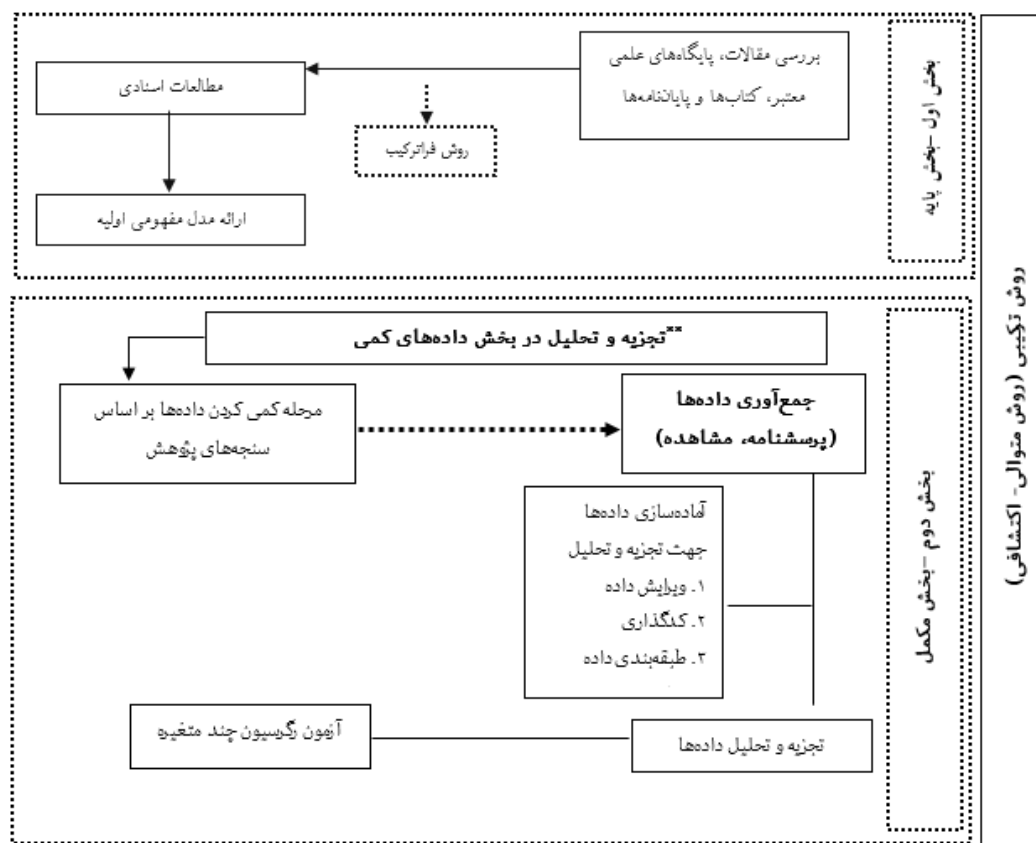 روش ترکیبی (روش متوالی- اکتشافی)
بخش اول –بخش پایه
بررسی مقالات، پایگاه‌های علمی
معتبر، کتاب‌ها و پایان‌نامه‌ها
مطالعات اسنادی
روش فراترکیب
ارائه مدل مفهومی اولیه
بخش دوم –بخش مکمل
**تجزیه و تحلیل در بخش داده‌های کمی
مرحله کمی کردن داده‌ها بر اساس
سنجه‌های پژوهش
جمع‌آوری داده‌ها
(پرسشنامه، مشاهده)
آماده‌سازی داده‌ها
جهت تجزیه و تحلیل
۱. ویرایش داده
۲. کدگذاری
۳. طبقه‌بندی داده
تجزیه و تحلیل داده‌ها
آزمون رگرسیون چند متغیره